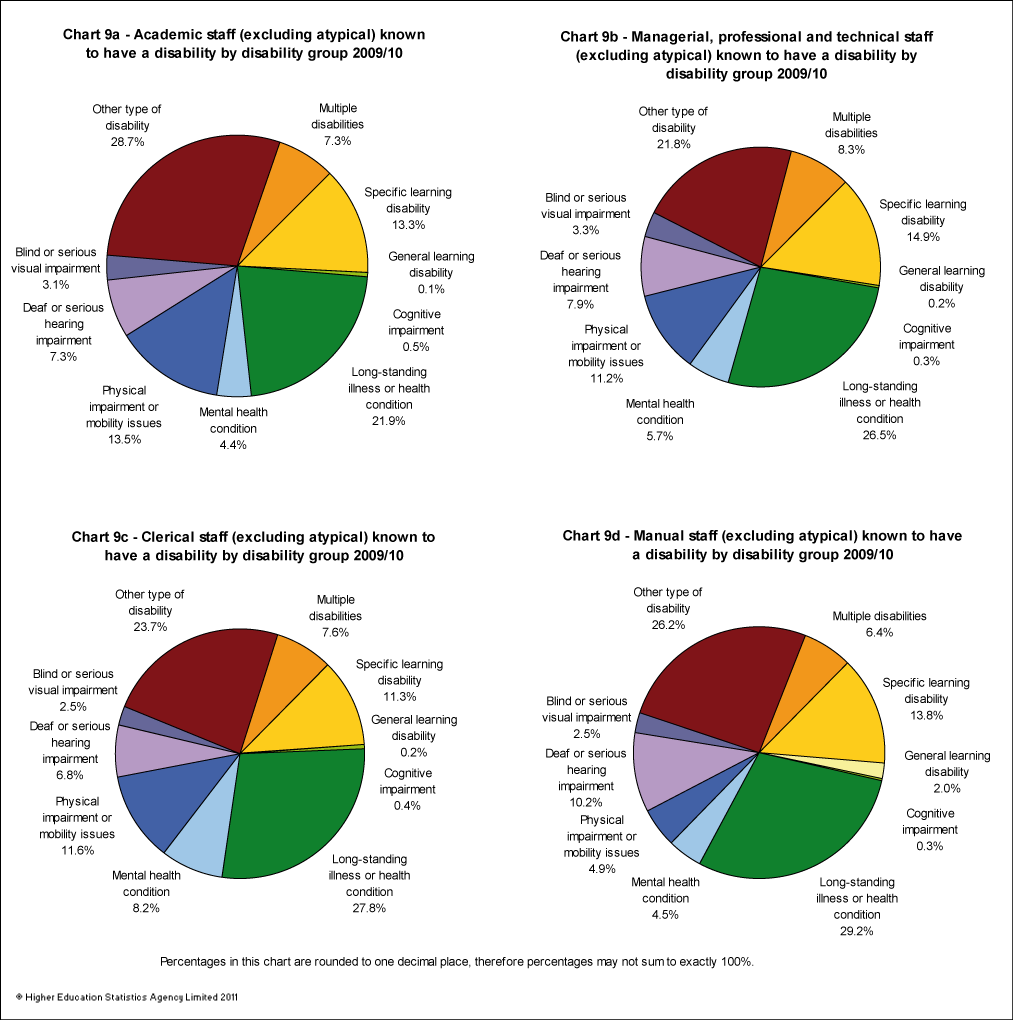 Chart 9a - Academic staff (excluding atypical) known
to have a disability by disability group 2009/10
Other type of
disability
28.7%
Multiple
disabilities
7.3%
Specific learning
disability
13.3%
General learning
disability
0.1%
Cognitive
impairment
0.5%
Long-standing
illness or health
condition
21.9%
Mental health
condition
4.4%
Physical
impairment or
mobility issues
13.5%
Deaf or serious
hearing
impairment
7.3%
Blind or serious
visual impairment
3.1%
Chart 9b - Managerial, professional and technical staff
(excluding atypical) known to have a disability by
disability group 2009/10
Other type of
disability
21.8%
Multiple
disabilities
8.3%
Specific learning
disability
14.9%
General learning
disability
0.2%
Cognitive
impairment
0.3%
Long-standing
illness or health
condition
26.5%
Mental health
condition
5.7%
Physical
impairment or
mobility issues
11.2%
Deaf or serious
hearing
impairment
7.9%
Blind or serious
visual impairment
3.3%
Chart 9c - Clerical staff (excluding atypical) known to
have a disability by disability group 2009/10
Other type of
disability
23.7%
Multiple
disabilities
7.6%
Specific learning
disability
11.3%
General learning
disability
0.2%
Cognitive
impairment
0.4%
Long-standing
illness or health
condition
27.8%
Mental health
condition
8.2%
Physical
impairment or
mobility issues
11.6%
Deaf or serious
hearing
impairment
6.8%
Blind or serious
visual impairment
2.5%
Chart 9d - Manual staff (excluding atypical) known to have
a disability by disability group 2009/10
Other type of
disability
26.2%
Multiple disabilities
6.4%
Specific learning
disability
13.8%
General learning
disability
2.0%
Cognitive
impairment
0.3%
Long-standing
illness or health
condition
29.2%
Mental health
condition
4.5%
Physical
impairment or
mobility issues
4.9%
Deaf or serious
hearing
impairment
10.2%
Blind or serious
visual impairment
2.5%
Percentages in this chart are rounded to one decimal place, therefore percentages may not sum to exactly 100%.
© Higher Education Statistics Agency Limited 2011